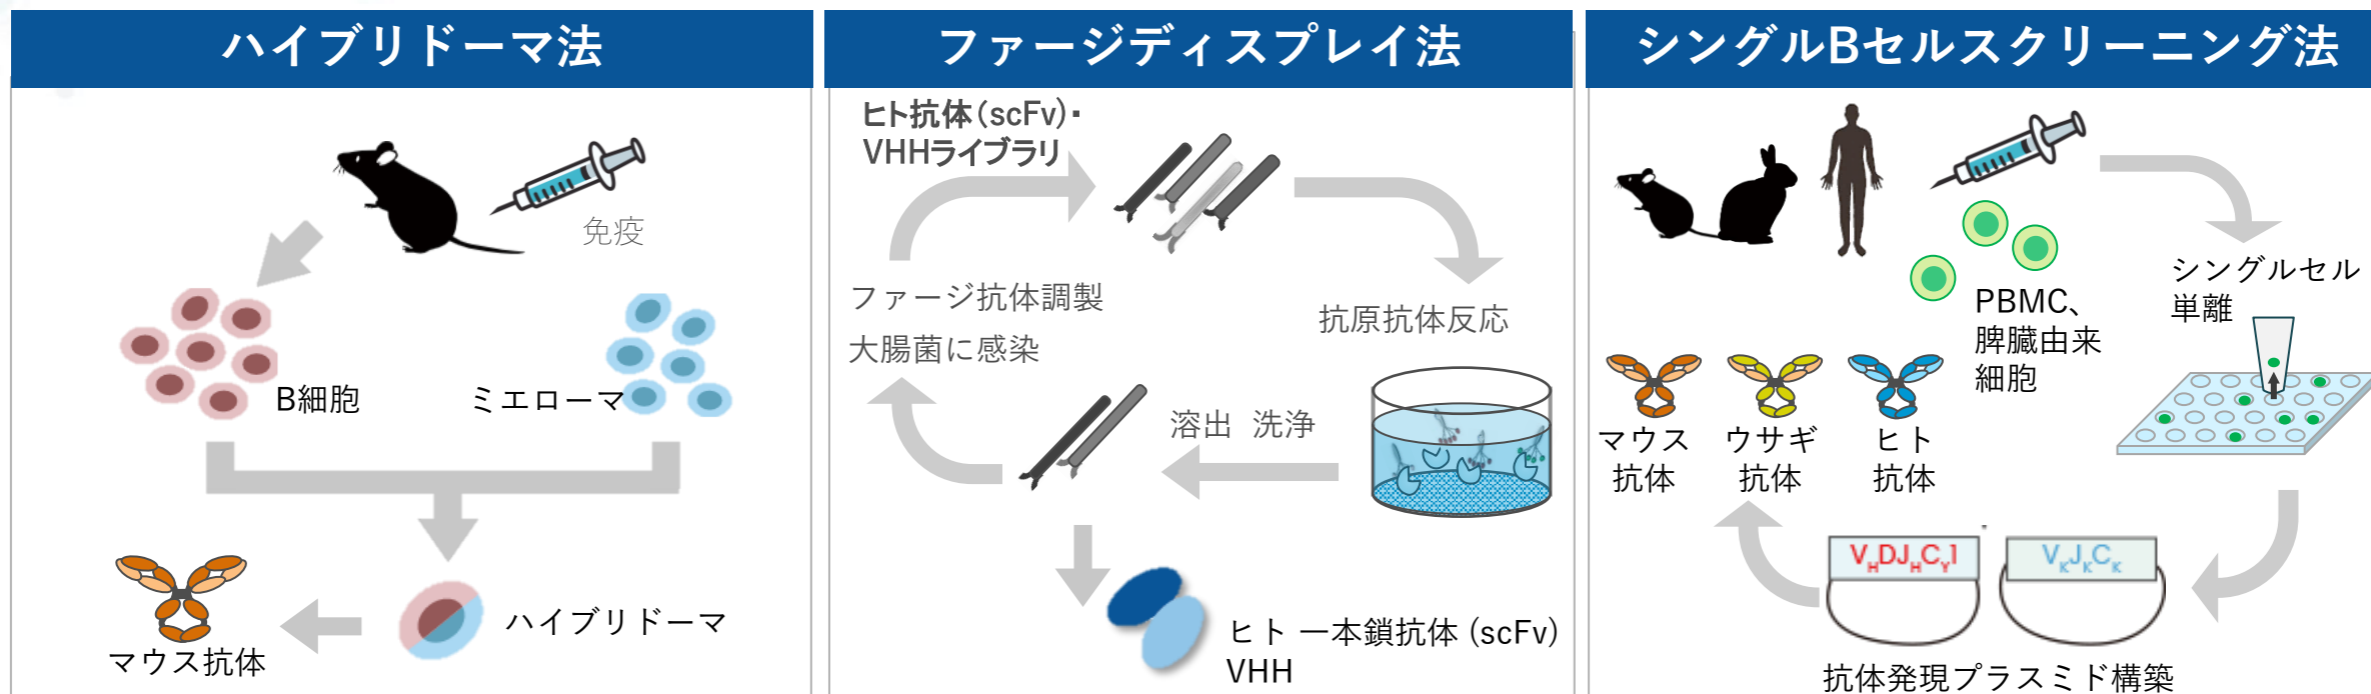 ハイブリドーマ法
免疫
B細胞
ミエローマ
ハイブリドーマ
マウス抗体
ファージディスプレイ法
ヒト抗体(scFv)・
VHHライブラリ
ファージ抗体調製
大腸菌に感染
抗原抗体反応
溶出 洗浄
ヒト 一本鎖抗体 (scFv)
VHH
シングルBセルスクリーニング法
シングルセル
単離
PBMC、
脾臓由来
細胞
マウス
抗体
ウサギ
抗体
ヒト
抗体
VHDJHCγ1
VKJKCK
抗体発現プラスミド構築